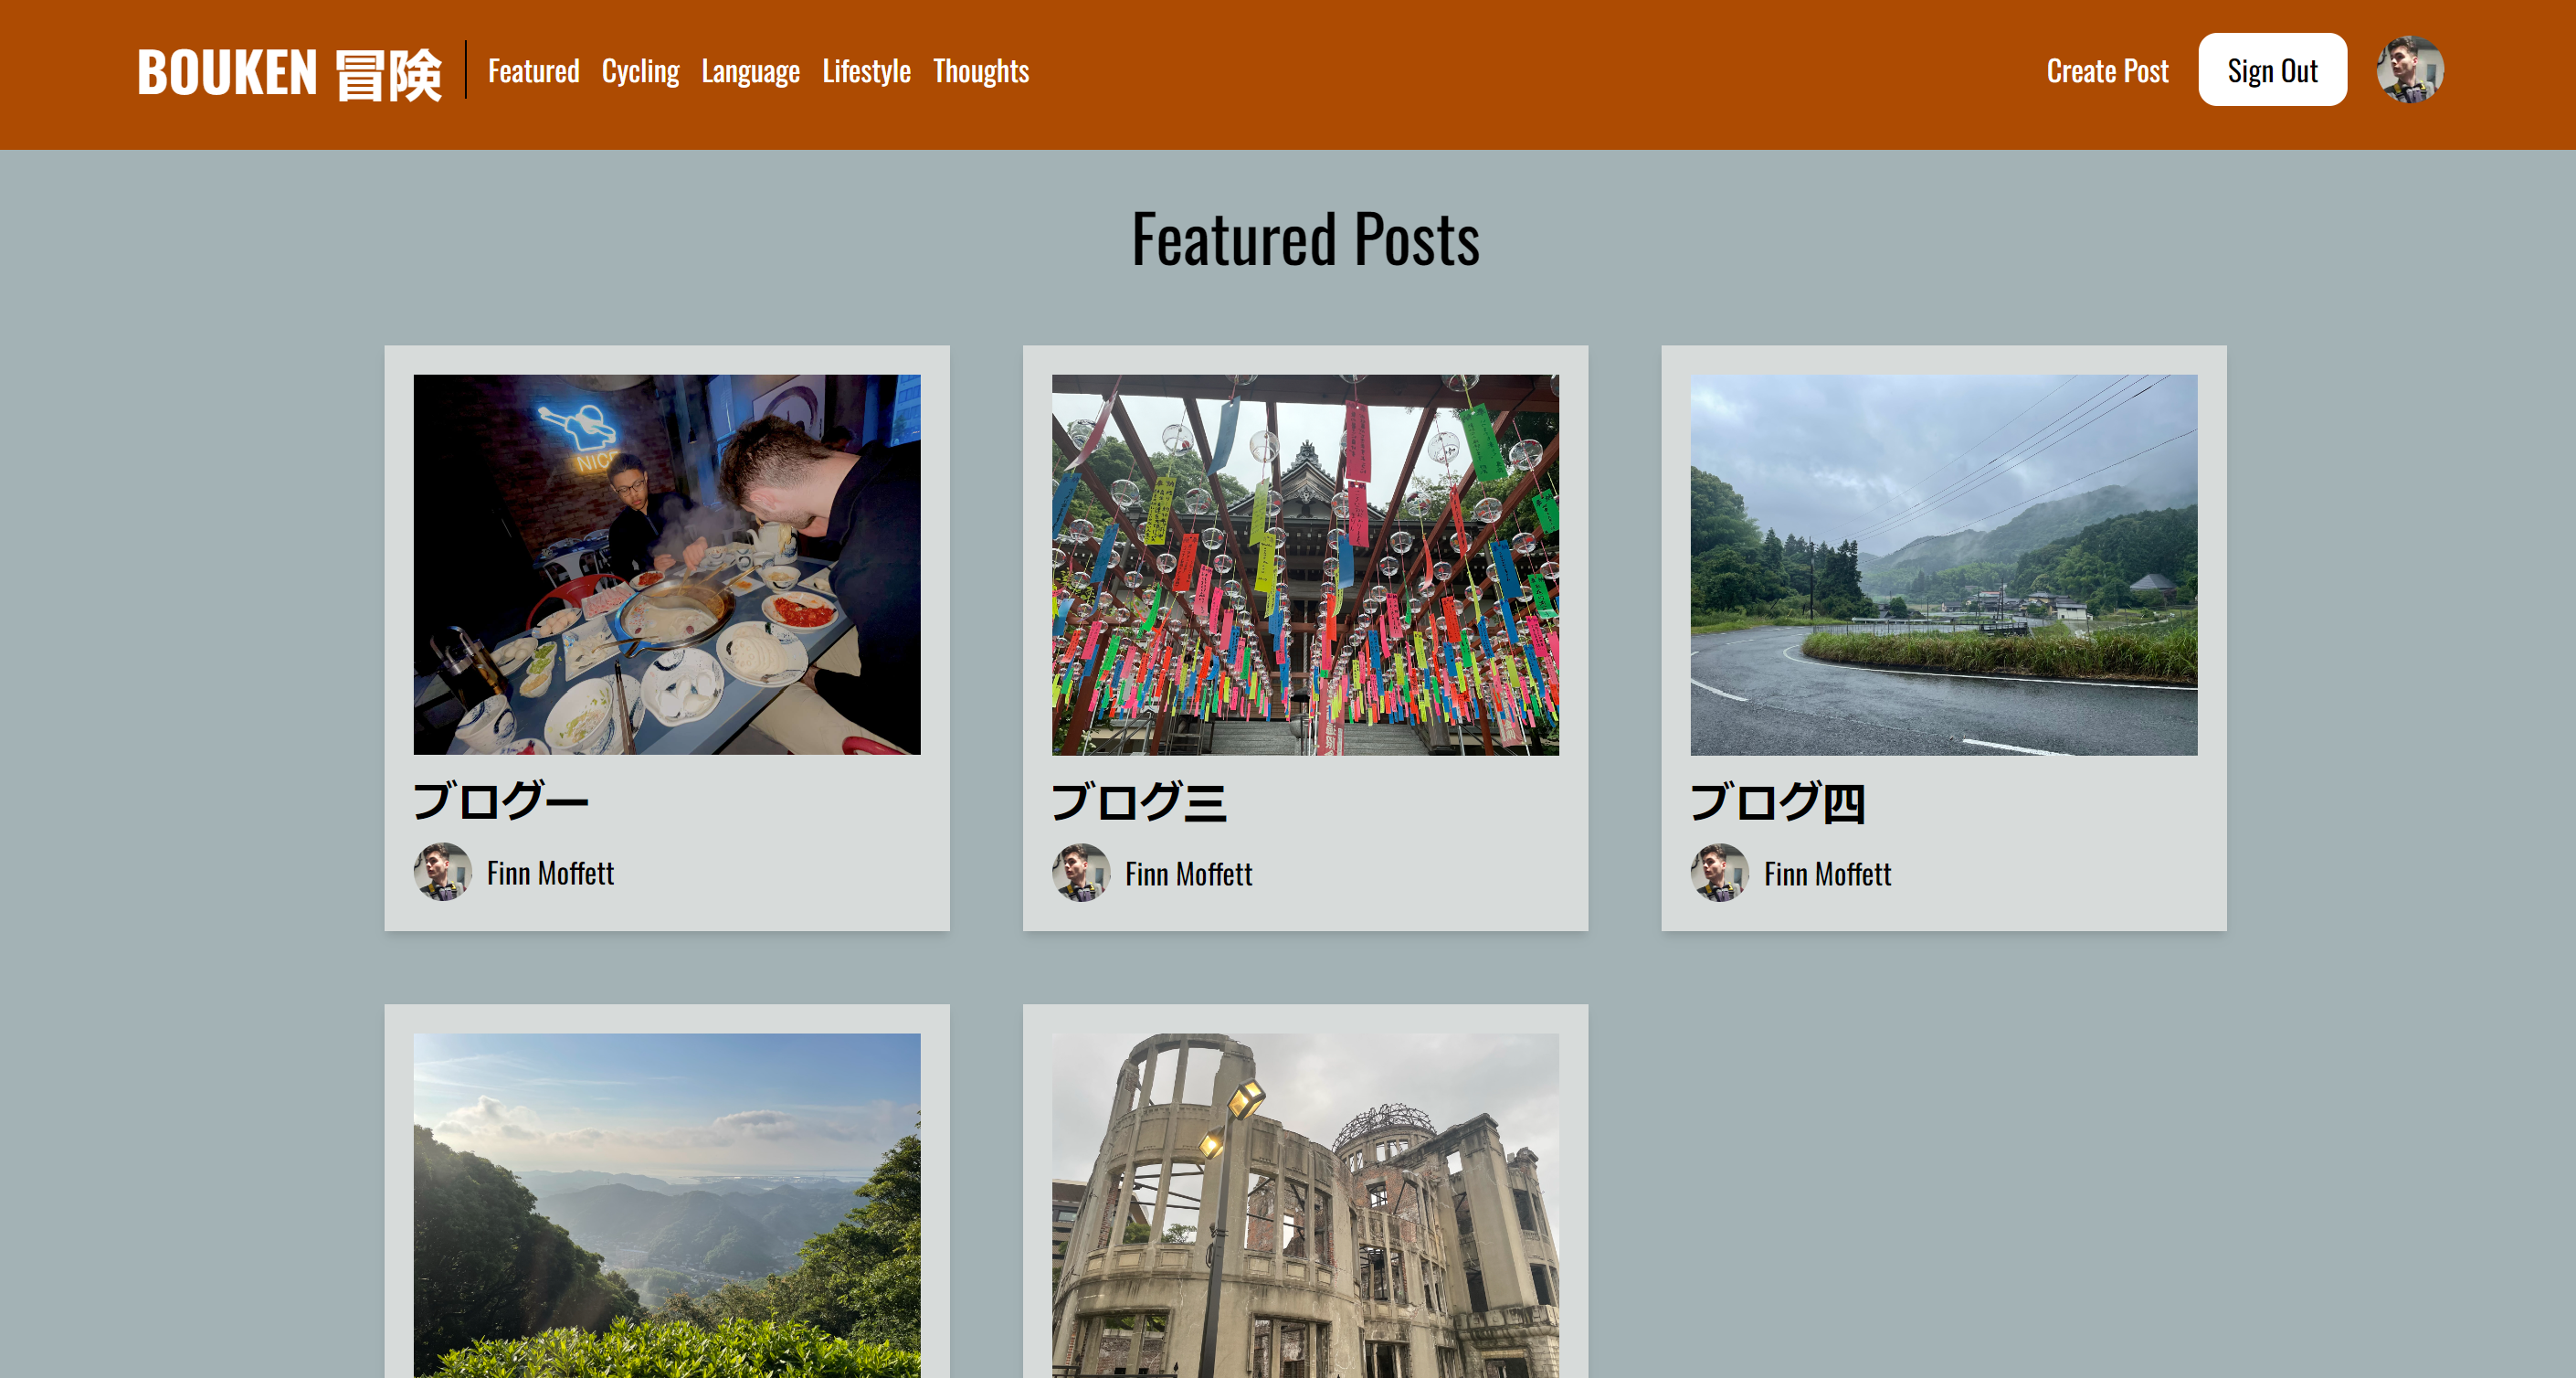 BOUKEN 冒険
Featured Cycling Language Lifestyle Thoughts
Create Post Sign Out
Featured Posts
ブログ一
Finn Moffett
ブログ三
Finn Moffett
ブログ四
Finn Moffett